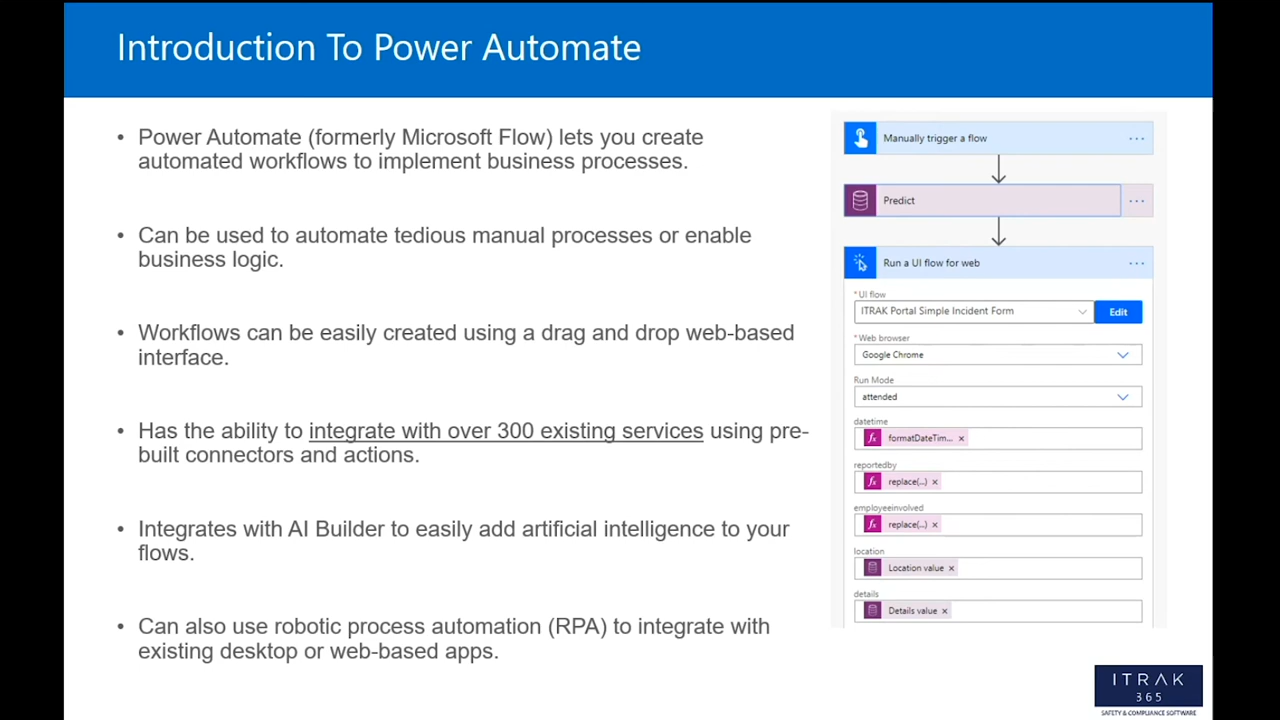 Introduction To Power Automate
• Power Automate (formerly Microsoft Flow) lets you create
automated workflows to implement business processes.
• Can be used to automate tedious manual processes or enable
business logic.
• Workflows can be easily created using a drag and drop web-based
interface.
• Has the ability to integrate with over 300 existing services using pre-
built connectors and actions.
• Integrates with AI Builder to easily add artificial intelligence to your
flows.
• Can also use robotic process automation (RPA) to integrate with
existing desktop or web-based apps.
Manually trigger a flow
Predict
Run a UI flow for web
* UI flow
ITRAK Portal Simple Incident Form
Edit
* Web browser
Google Chrome
Run Mode
attended
datetime
fx formatDateTim... ×
reportedby
fx replace(...) ×
employeeinvolved
fx replace(...) ×
location
Location value ×
details
Details value ×
ITRAK
365
SAFETY & COMPLIANCE SOFTWARE